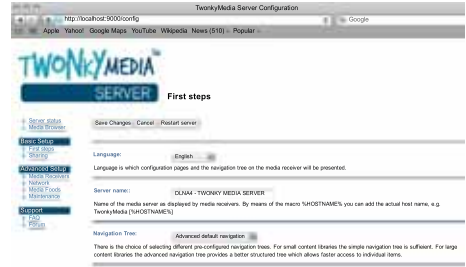 TwonkyMedia Server Configuration
http://localhost:9000/config
Google
Apple Yahoo! Google Maps YouTube Wikipedia News (510) Popular
TWONKYMEDIA
SERVER
First steps
Server status
Media Browser
Save Changes Cancel Restart server
Basic Setup
First steps
Sharing
Language:
English
Language is which configuration pages and the navigation tree on the media receiver will be presented.
Advanced Setup
Media Receivers
Network
Media Foods
Maintenance
Server name:
DLNA4 - TWONKY MEDIA SERVER
Name of the media server as displayed by media receivers. By means of the macro %HOSTNAME% you can add the actual host name, e.g.
TwonkyMedia [%HOSTNAME%]
Support
FAQ
Forum
Navigation Tree:
Advanced default navigation
There is the choice of selecting different pre-configured navigation trees. For small content libraries the simple navigation tree is suffient. For large
content libraries the advanced navigation tree provides a better structured tree which allows faster access to individual items.